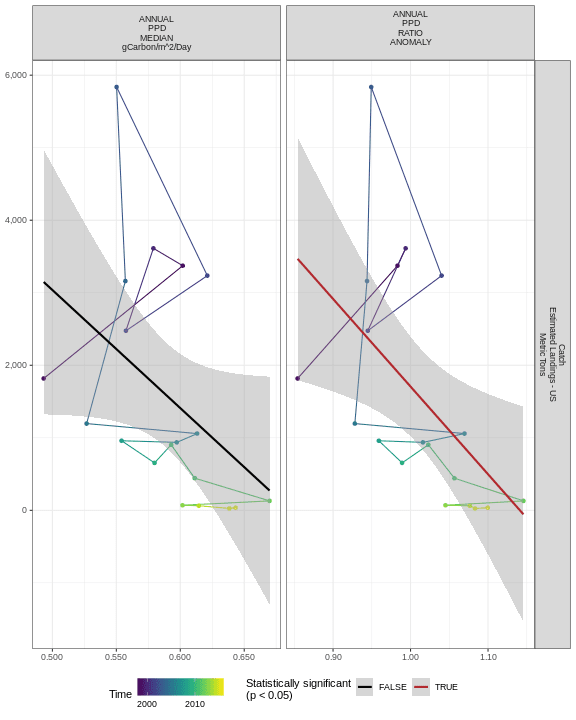 ANNUAL
PPD
MEDIAN
gCarbon/m^2/Day
ANNUAL
PPD
RATIO
ANOMALY
6,000
4,000
2,000
0
Catch
Estimated Landings - US
Metric Tons
0.500
0.550
0.600
0.650
0.90
1.00
1.10
Time
2000
2010
Statistically significant
(p < 0.05)
FALSE
TRUE